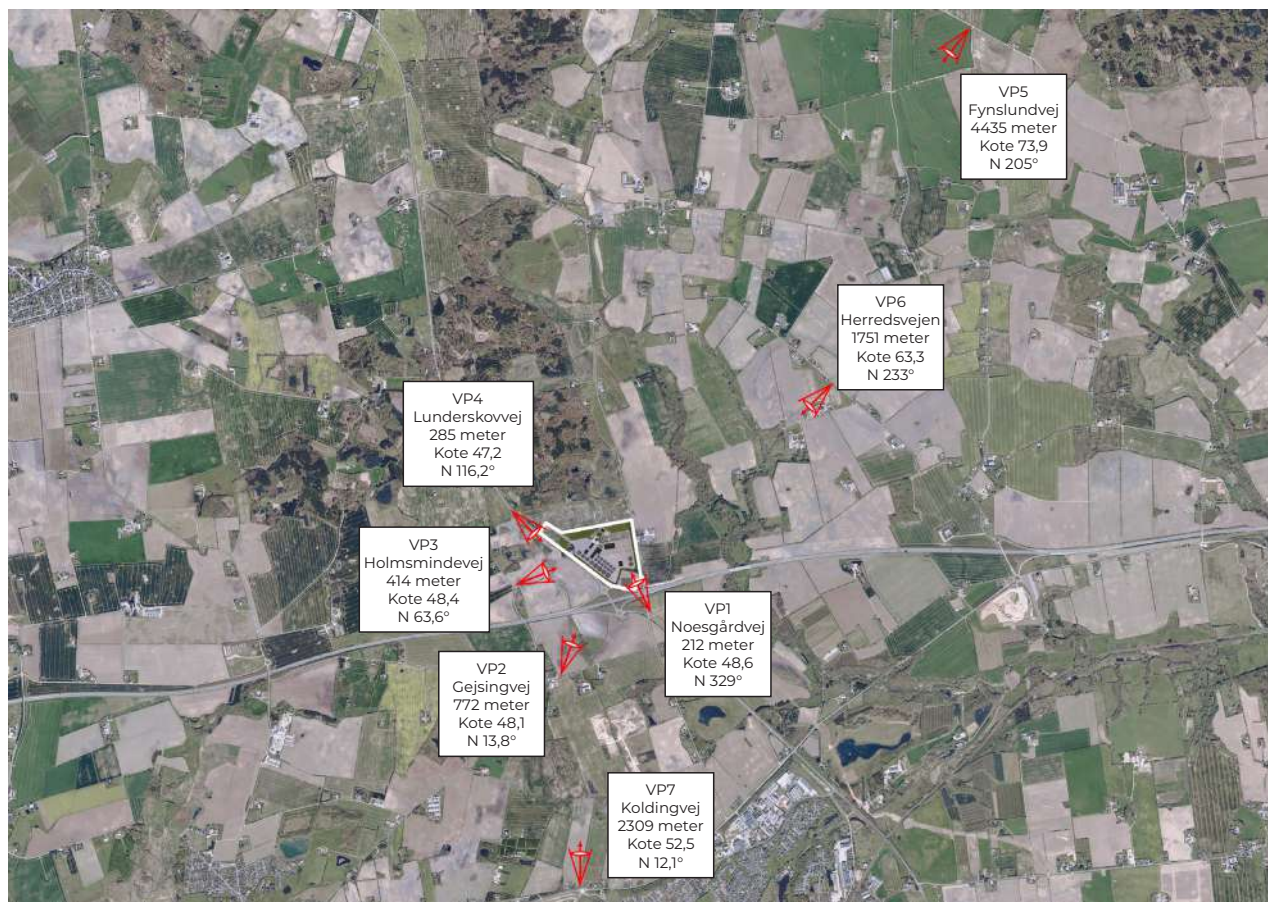 VP5
Fynslundvej
4435 meter
Kote 73,9
N 205°
VP6
Herredsvejen
1751 meter
Kote 63,3
N 233°
VP4
Lunderskovvej
285 meter
Kote 47,2
N 116,2°
VP3
Holmsmindevej
414 meter
Kote 48,4
N 63,6°
VP1
Noesgårdvej
212 meter
Kote 48,6
N 329°
VP2
Gejsingvej
772 meter
Kote 48,1
N 13,8°
VP7
Koldingvej
2309 meter
Kote 52,5
N 12,1°